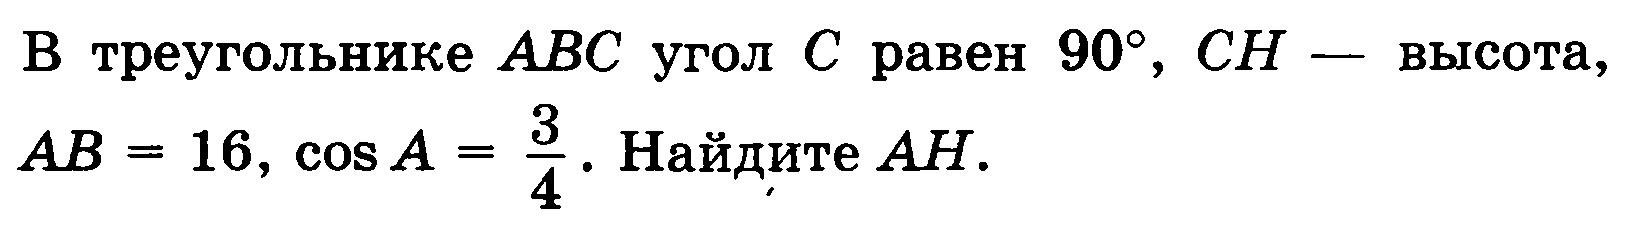 В треугольнике ABC угол C равен 90°, CH — высота,
AB = 16, cos A = 3/4. Найдите AH.